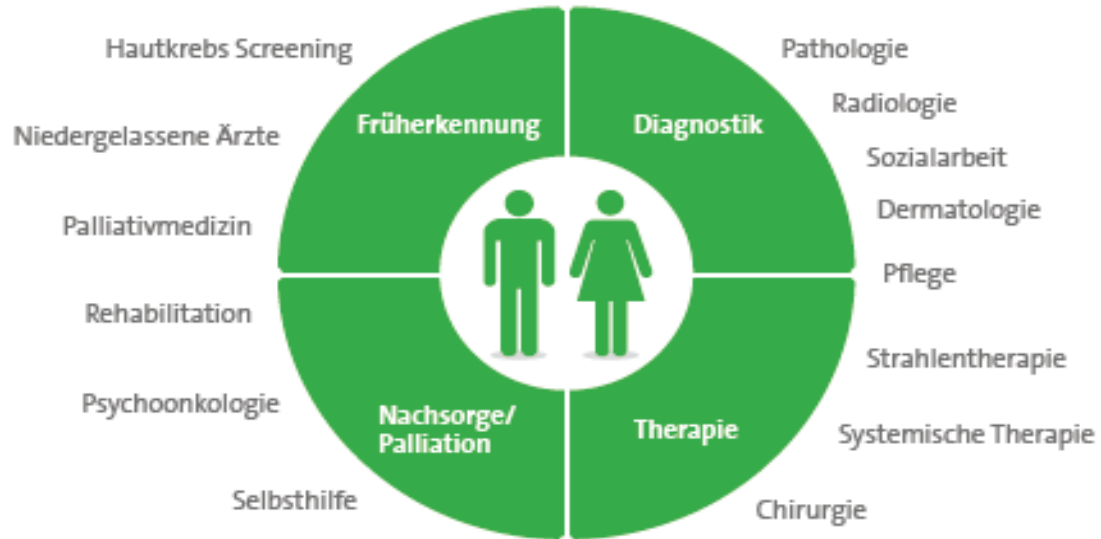 Hautkrebs Screening
Niedergelassene Ärzte
Palliativmedizin
Rehabilitation
Psychoonkologie
Selbsthilfe
Früherkennung
Diagnostik
Nachsorge/
Palliation
Therapie
Pathologie
Radiologie
Sozialarbeit
Dermatologie
Pflege
Strahlentherapie
Systemische Therapie
Chirurgie